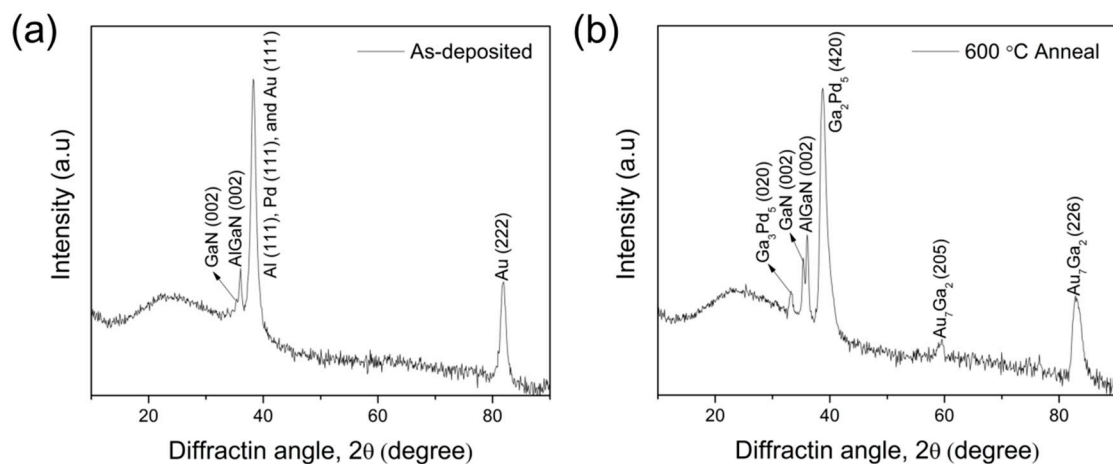 (a)
As-deposited
GaN (002)
AlGaN (002)
Al (111), Pd (111), and Au (111)
Au (222)
Intensity (a.u)
20
40
60
80
Diffractin angle, 2θ (degree)
(b)
600 °C Anneal
Ga₃Pd₅ (020)
GaN (002)
AlGaN (002)
Ga₂Pd₅ (420)
Au₇Ga₂ (205)
Au₇Ga₂ (226)
Intensity (a.u)
20
40
60
80
Diffractin angle, 2θ (degree)